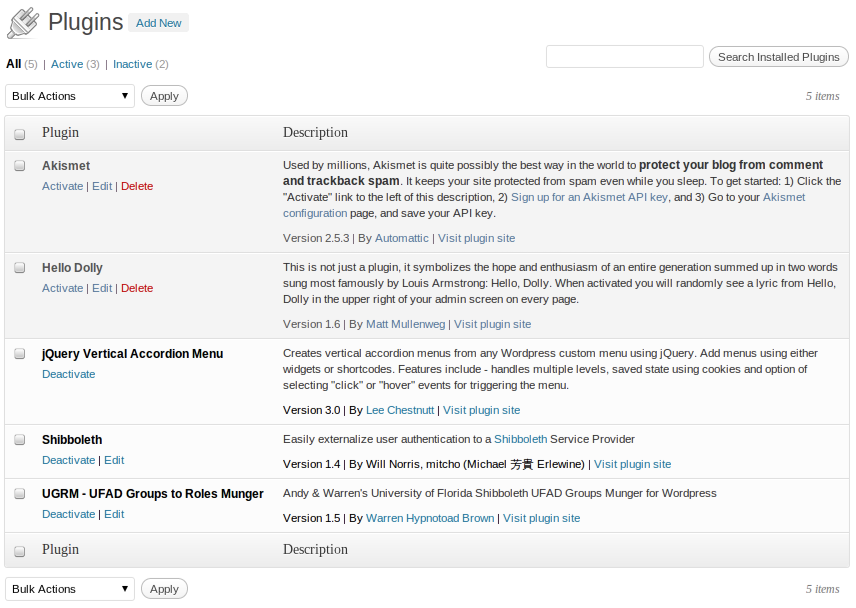 Plugins Add New
All (5) | Active (3) | Inactive (2)
Search Installed Plugins
Bulk Actions Apply 5 items
Plugin Description
Akismet
Activate | Edit | Delete
Used by millions, Akismet is quite possibly the best way in the world to protect your blog from comment
and trackback spam. It keeps your site protected from spam even while you sleep. To get started: 1) Click the
"Activate" link to the left of this description, 2) Sign up for an Akismet API key, and 3) Go to your Akismet
configuration page, and save your API key.
Version 2.5.3 | By Automattic | Visit plugin site
Hello Dolly
Activate | Edit | Delete
This is not just a plugin, it symbolizes the hope and enthusiasm of an entire generation summed up in two words
sung most famously by Louis Armstrong: Hello, Dolly. When activated you will randomly see a lyric from Hello,
Dolly in the upper right of your admin screen on every page.
Version 1.6 | By Matt Mullenweg | Visit plugin site
jQuery Vertical Accordion Menu
Deactivate
Creates vertical accordion menus from any Wordpress custom menu using jQuery. Add menus using either
widgets or shortcodes. Features include - handles multiple levels, saved state using cookies and option of
selecting "click" or "hover" events for triggering the menu.
Version 3.0 | By Lee Chestnutt | Visit plugin site
Shibboleth
Deactivate | Edit
Easily externalize user authentication to a Shibboleth Service Provider
Version 1.4 | By Will Norris, mitcho (Michael 芳貴 Erlewine) | Visit plugin site
UGRM - UFAD Groups to Roles Munger
Deactivate | Edit
Andy & Warren's University of Florida Shibboleth UFAD Groups Munger for Wordpress
Version 1.5 | By Warren Hypnotoad Brown | Visit plugin site
Plugin Description
Bulk Actions Apply 5 items